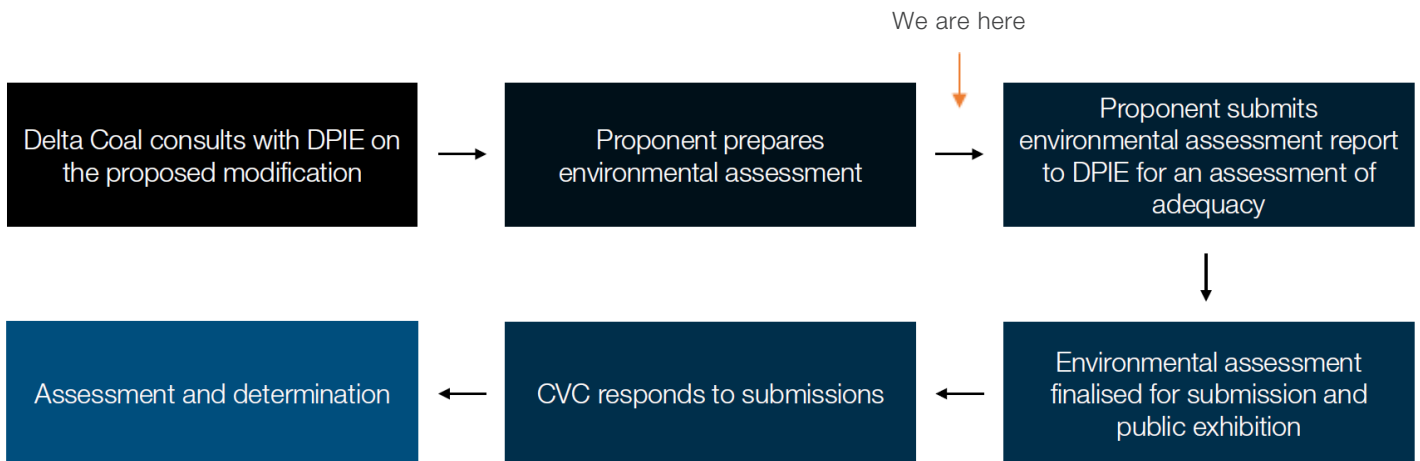 We are here
Delta Coal consults with DPIE on
the proposed modification
Proponent prepares
environmental assessment
Proponent submits
environmental assessment report
to DPIE for an assessment of
adequacy
Environmental assessment
finalised for submission and
public exhibition
CVC responds to submissions
Assessment and determination